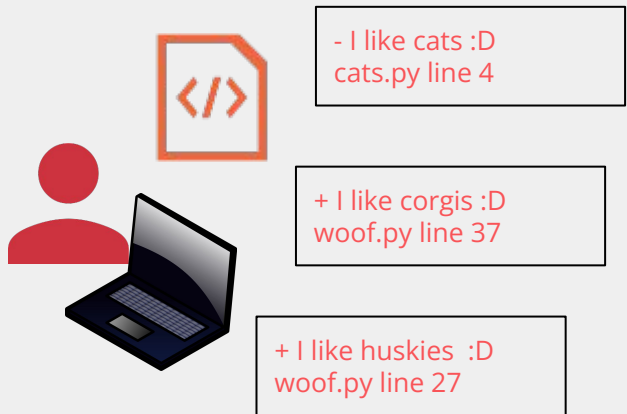 </>
- I like cats :D
cats.py line 4
+ I like corgis :D
woof.py line 37
+ I like huskies  :D
woof.py line 27